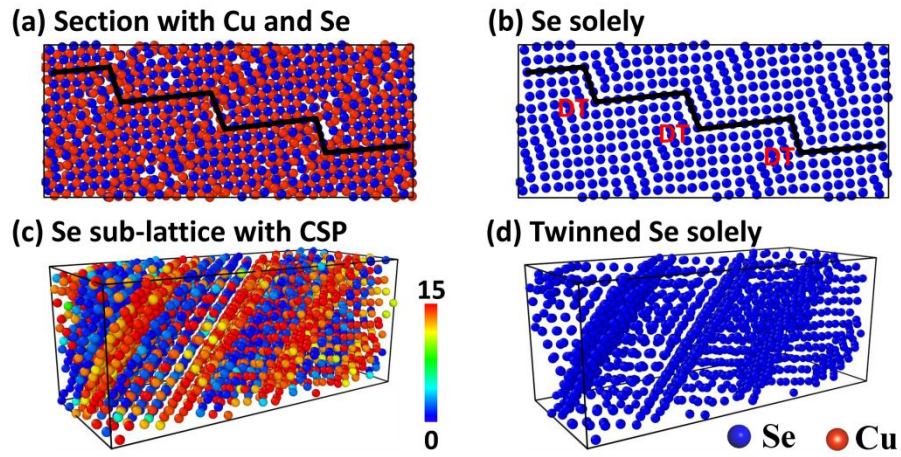 (a) Section with Cu and Se
(b) Se solely
DT
DT
DT
(c) Se sub-lattice with CSP
15
0
(d) Twinned Se solely
Se
Cu